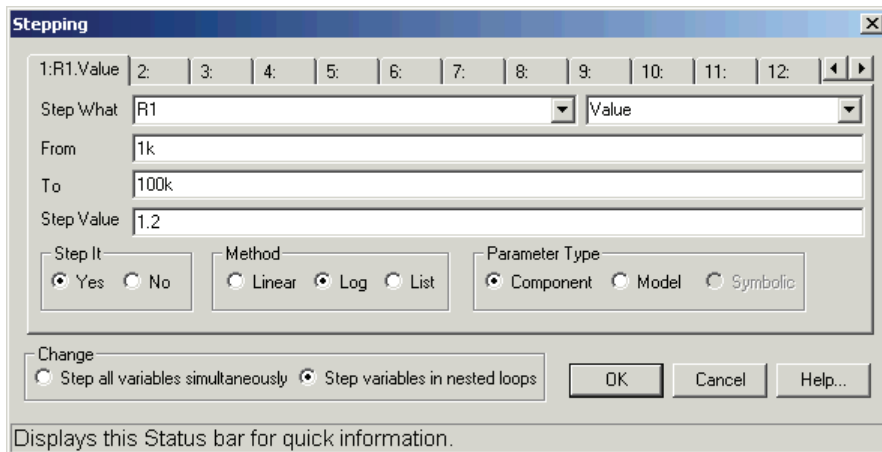 Stepping
1:R1.Value 2: 3: 4: 5: 6: 7: 8: 9: 10: 11: 12:
Step What R1 Value
From 1k
To 100k
Step Value 1.2
Step It Method Parameter Type
Yes No Linear Log List Component Model Symbolic
Change
Step all variables simultaneously Step variables in nested loops OK Cancel Help...
Displays this Status bar for quick information.